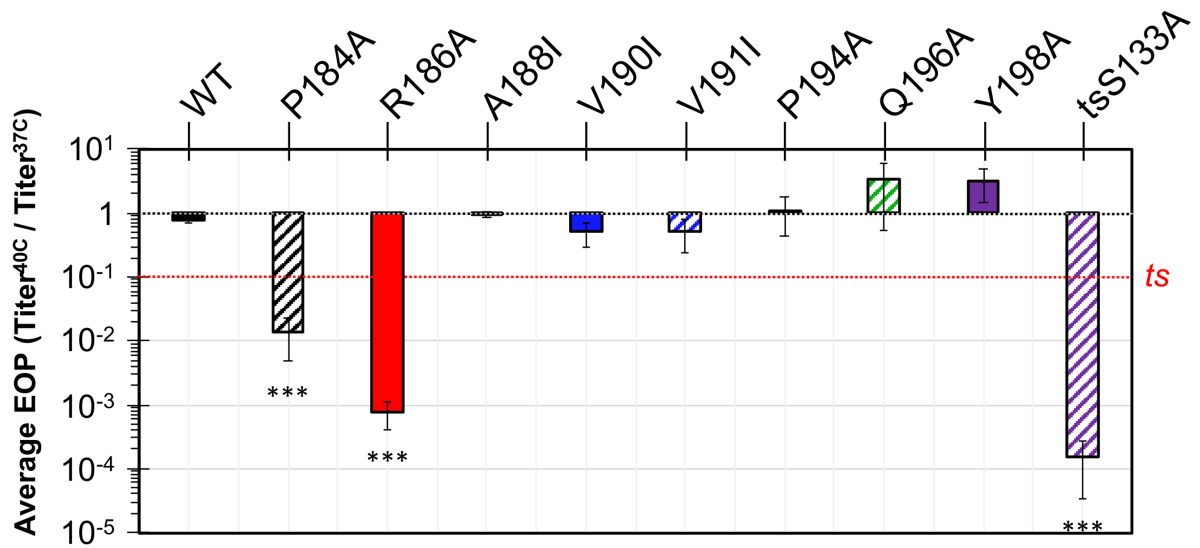 WT
P184A
R186A
A188I
V190I
V191I
P194A
Q196A
Y198A
tsS133A
Average EOP (Titer40C / Titer37C)
10¹
1
10⁻¹
ts
10⁻²
***
10⁻³
***
10⁻⁴
***
10⁻⁵